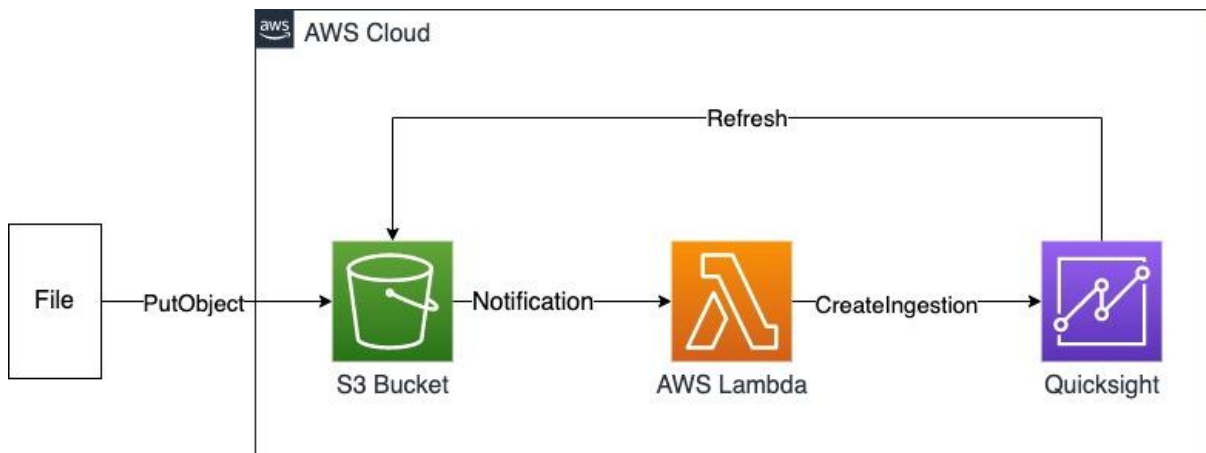 aws
AWS Cloud
Refresh
File
PutObject
Notification
CreateIngestion
S3 Bucket
AWS Lambda
Quicksight